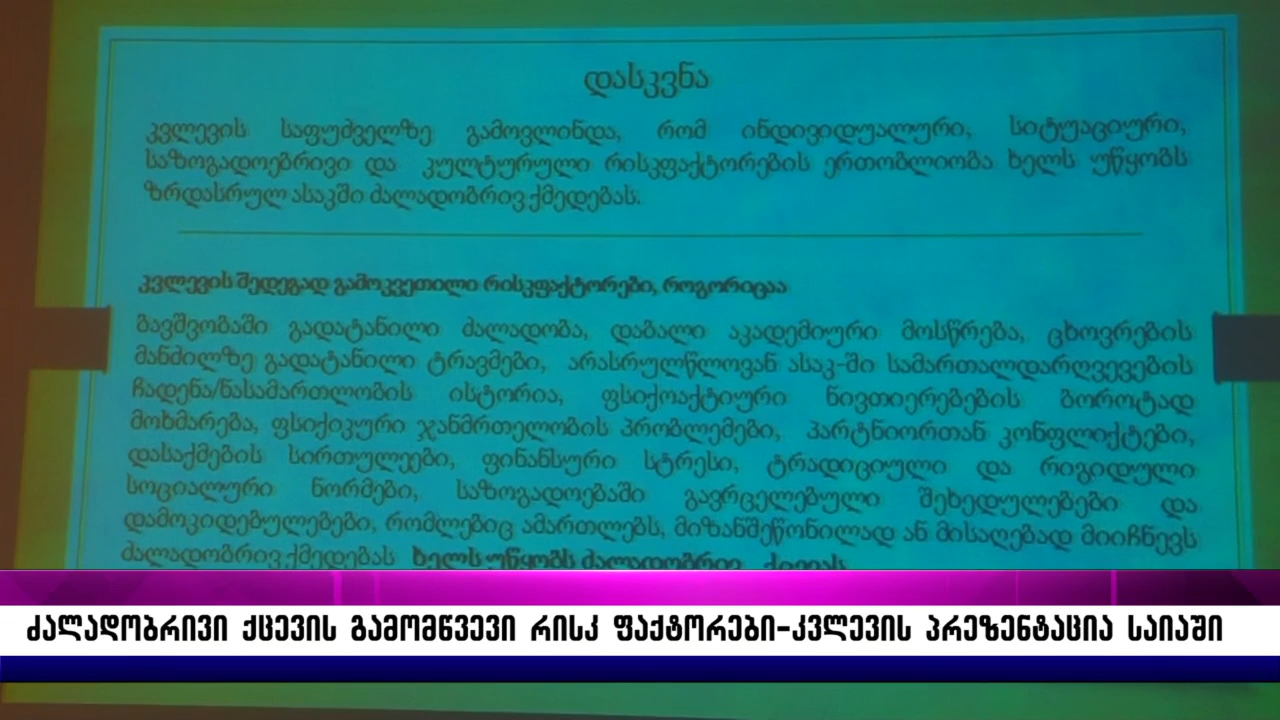 დასკვნა
კვლევის საფუძველზე გამოვლინდა, რომ ინდივიდუალური, სიტუაციური,
საზოგადოებრივი და კულტურული რისკფაქტორების ერთობლიობა ხელს უწყობს
ზრდასრულ ასაკში ძალადობრივ ქმედებას.
კვლევის შედეგად გამოკვეთილი რისკფაქტორები, როგორიცაა
ბავშვობაში გადატანილი ძალადობა, დაბალი აკადემიური მოსწრება, ცხოვრების
მანძილზე გადატანილი ტრავმები, არასრულწლოვან ასაკ-ში სამართალდარღვევების
ჩადენა/ნასამართლობის ისტორია, ფსიქოაქტიური ნივთიერებების ბოროტად
მოხმარება, ფსიქიკური ჯანმრთელობის პრობლემები, პარტნიორთან კონფლიქტები,
დასაქმების სირთულეები, ფინანსური სტრესი, ტრადიციული და რიგიდული
სოციალური ნორმები, საზოგადოებაში გავრცელებული შეხედულებები და
დამოკიდებულებები, რომლებიც ამართლებს, მიზანშეწონილად ან მისაღებად მიიჩნევს
ძალადობრივ ქმედებას ხელს უწყობს ძალადობრივ ქცევას
ძალადობრივი ქცევის გამომწვევი რისკ ფაქტორები-კვლევის პრეზენტაცია საიაში